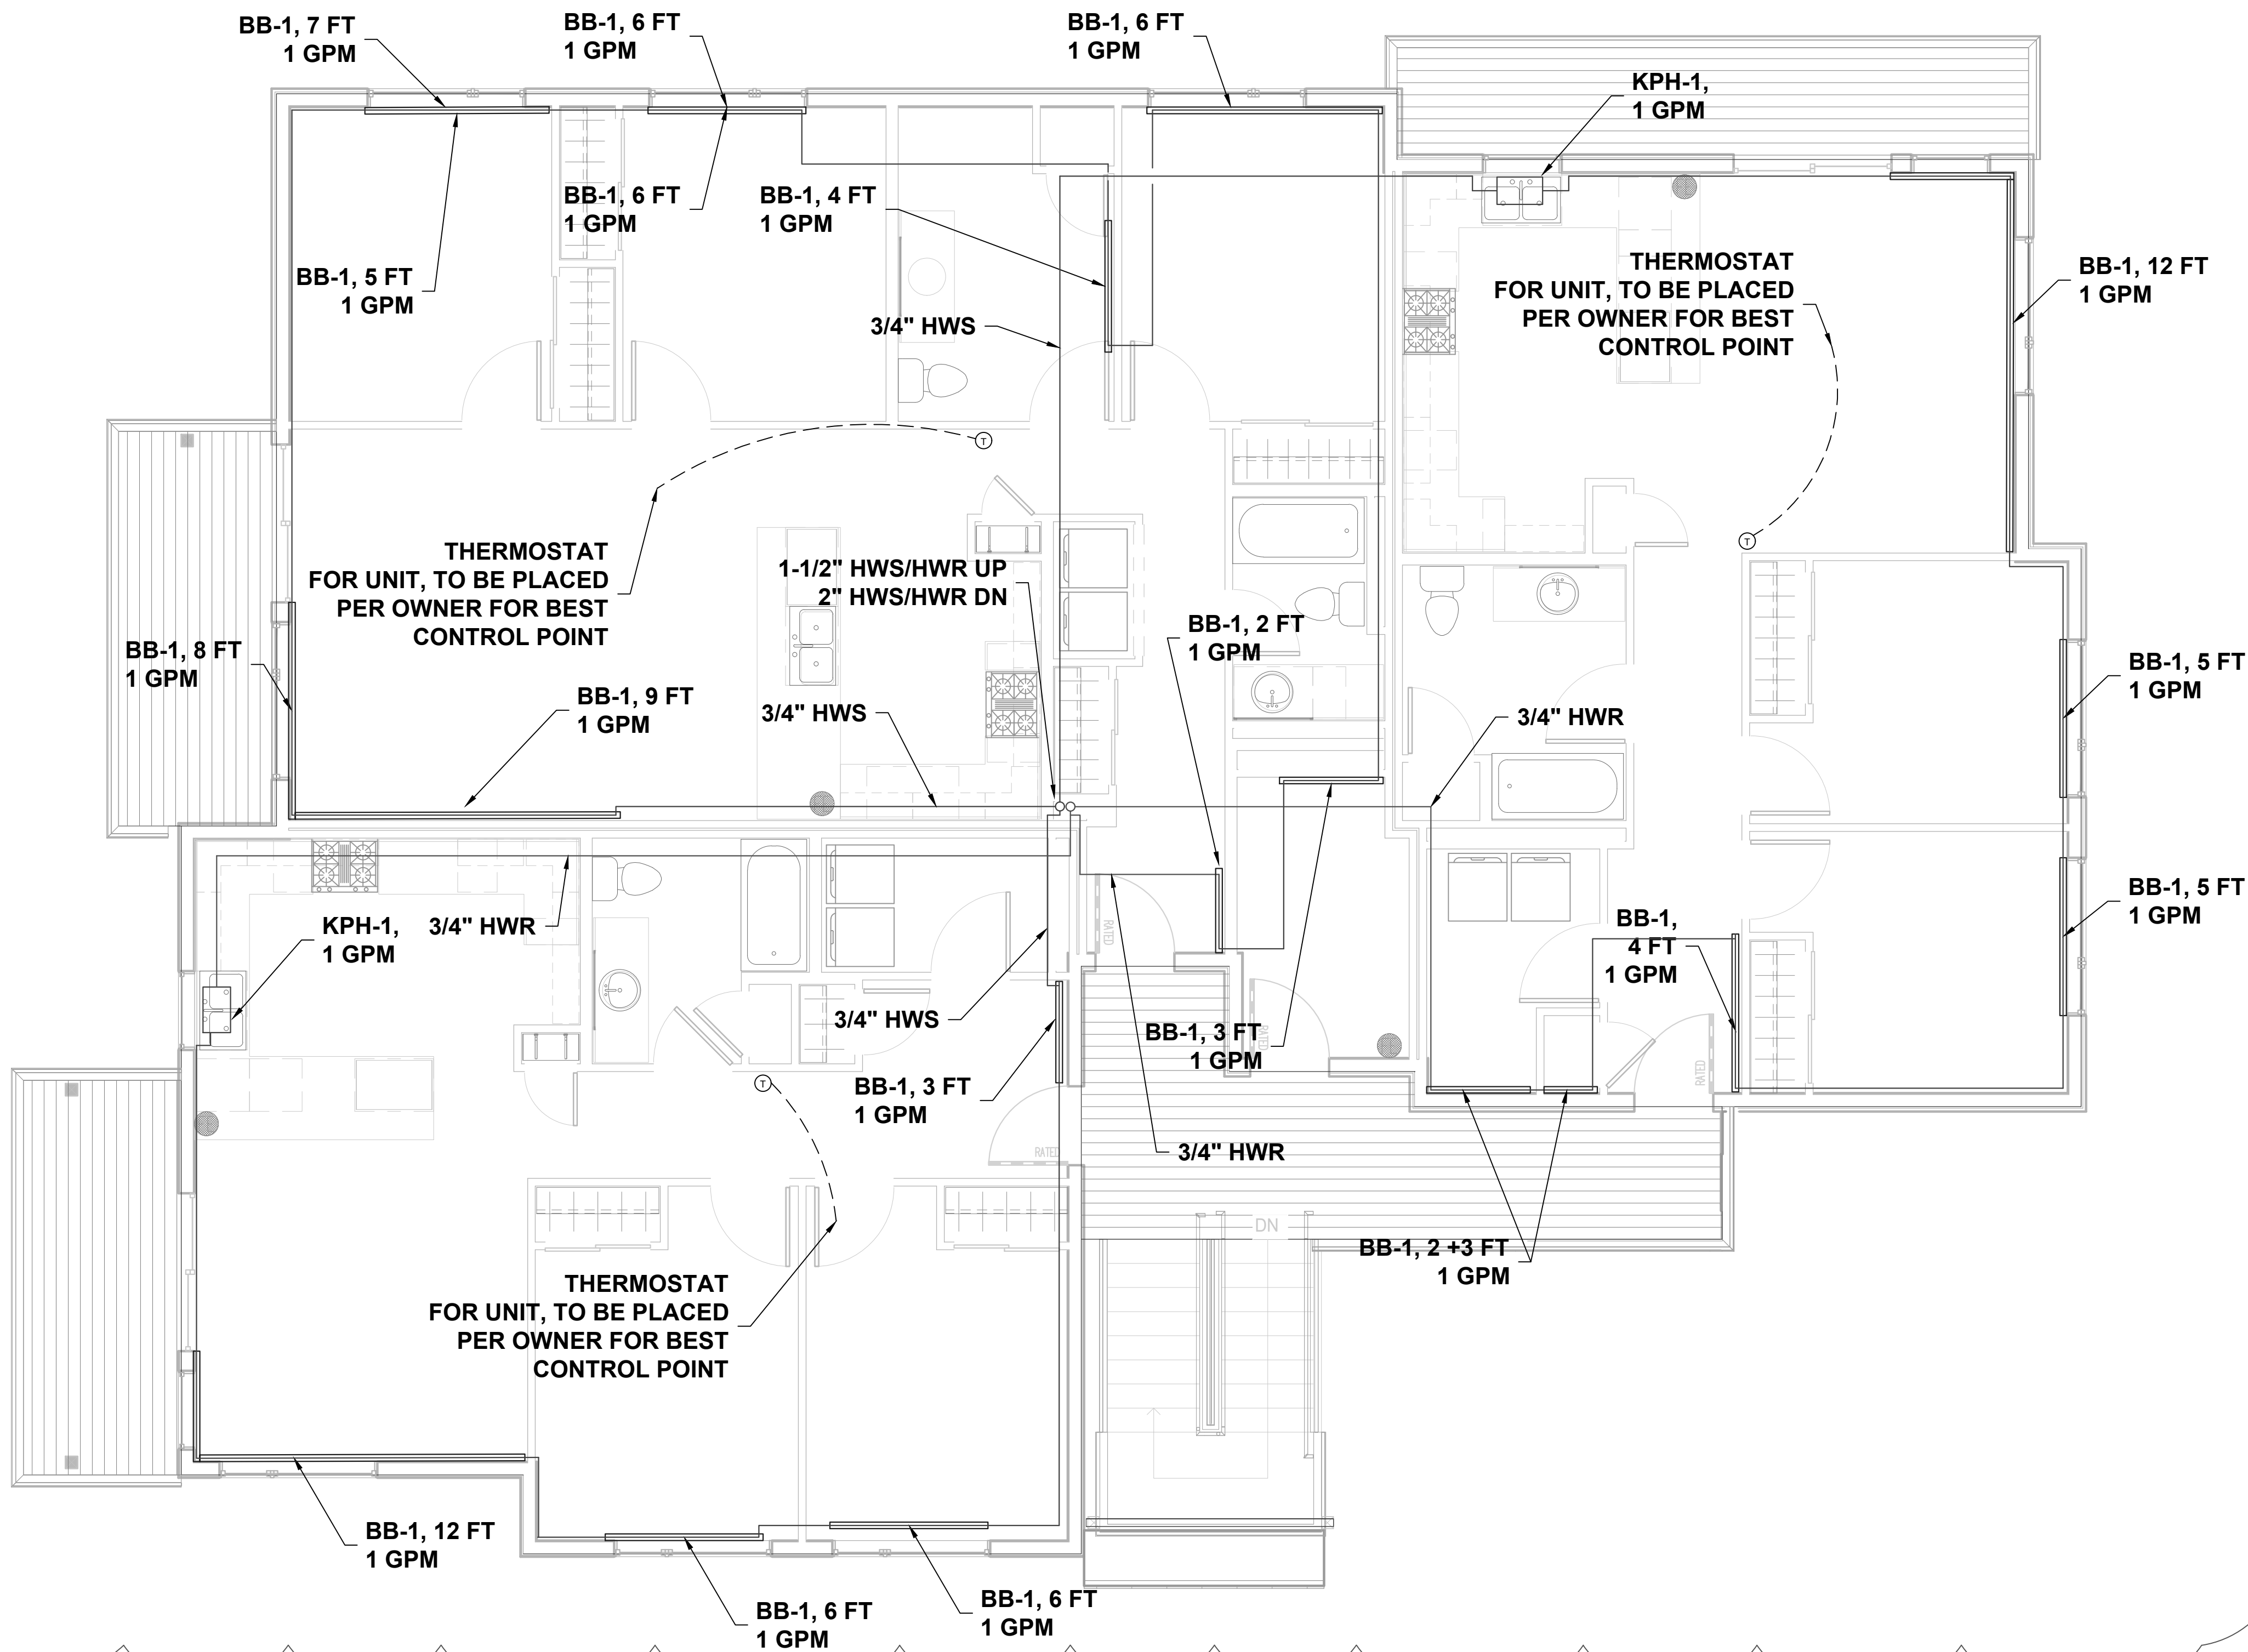 BB-1, 7 FT
1 GPM
BB-1, 6 FT
1 GPM
BB-1, 6 FT
1 GPM
KPH-1,
1 GPM
BB-1, 6 FT
1 GPM
BB-1, 4 FT
1 GPM
BB-1, 5 FT
1 GPM
3/4" HWS
THERMOSTAT
FOR UNIT, TO BE PLACED
PER OWNER FOR BEST
CONTROL POINT
BB-1, 12 FT
1 GPM
T
T
THERMOSTAT
FOR UNIT, TO BE PLACED
PER OWNER FOR BEST
CONTROL POINT
1-1/2" HWS/HWR UP
2" HWS/HWR DN
BB-1, 2 FT
1 GPM
BB-1, 8 FT
1 GPM
BB-1, 9 FT
1 GPM
3/4" HWS
3/4" HWR
BB-1, 5 FT
1 GPM
BB-1, 5 FT
1 GPM
KPH-1,
1 GPM
3/4" HWR
RATED
BB-1,
4 FT
1 GPM
3/4" HWS
BB-1, 3 FT
1 GPM
RATED
RATED
T
BB-1, 3 FT
1 GPM
RATED
3/4" HWR
DN
BB-1, 2 +3 FT
1 GPM
THERMOSTAT
FOR UNIT, TO BE PLACED
PER OWNER FOR BEST
CONTROL POINT
BB-1, 12 FT
1 GPM
BB-1, 6 FT
1 GPM
BB-1, 6 FT
1 GPM